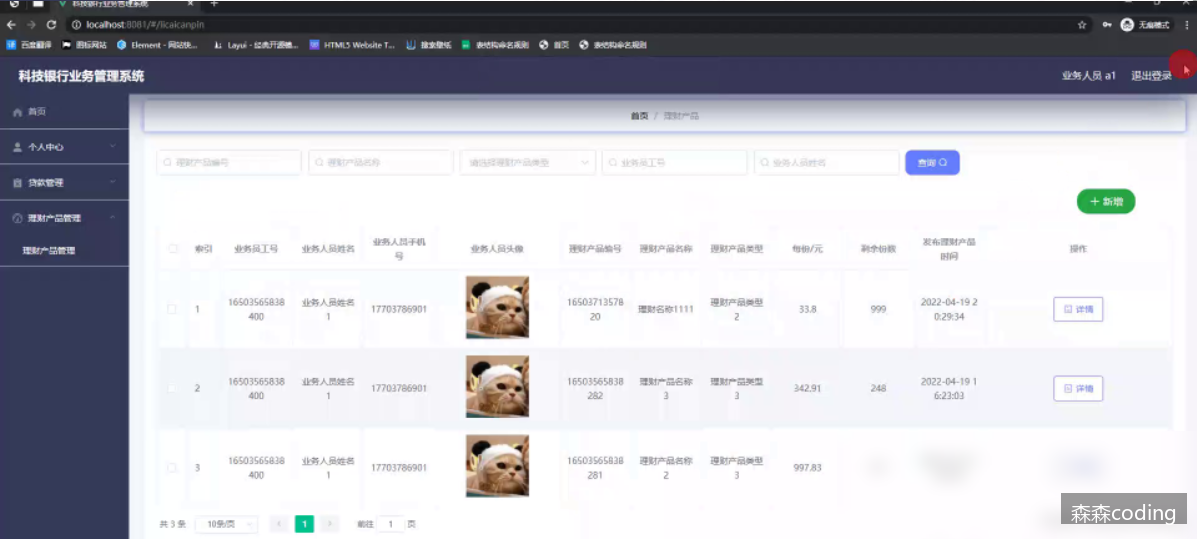 科技银行业务管理系统
localhost:8081/#/licaicanpin
无痕模式
百度翻译 图标网站 Element - 网站快... Layui - 经典开源模... HTML5 Website T... 搜索壁纸 表结构命名规则 首页 表结构命名规则
科技银行业务管理系统 业务人员 a1 退出登录
首页
个人中心
贷款管理
理财产品管理
理财产品管理
首页 / 理财产品
理财产品编号 理财产品名称 请选择理财产品类型 业务员工号 业务人员姓名 查询
+ 新增
索引 业务员工号 业务人员姓名 业务人员手机号 业务人员头像 理财产品编号 理财产品名称 理财产品类型 每份/元 剩余份数 发布理财产品时间 操作
1 16503565838400 业务人员姓名1 17703786901 1650371357820 理财名称1111 理财产品类型2 33.8 999 2022-04-19 20:29:34 详情
2 16503565838400 业务人员姓名1 17703786901 16503565838282 理财产品名称3 理财产品类型3 342.91 248 2022-04-19 16:23:03 详情
3 16503565838400 业务人员姓名1 17703786901 16503565838281 理财产品名称2 理财产品类型3 997.83
共 3 条 10条/页 1 前往 1 页
森森coding